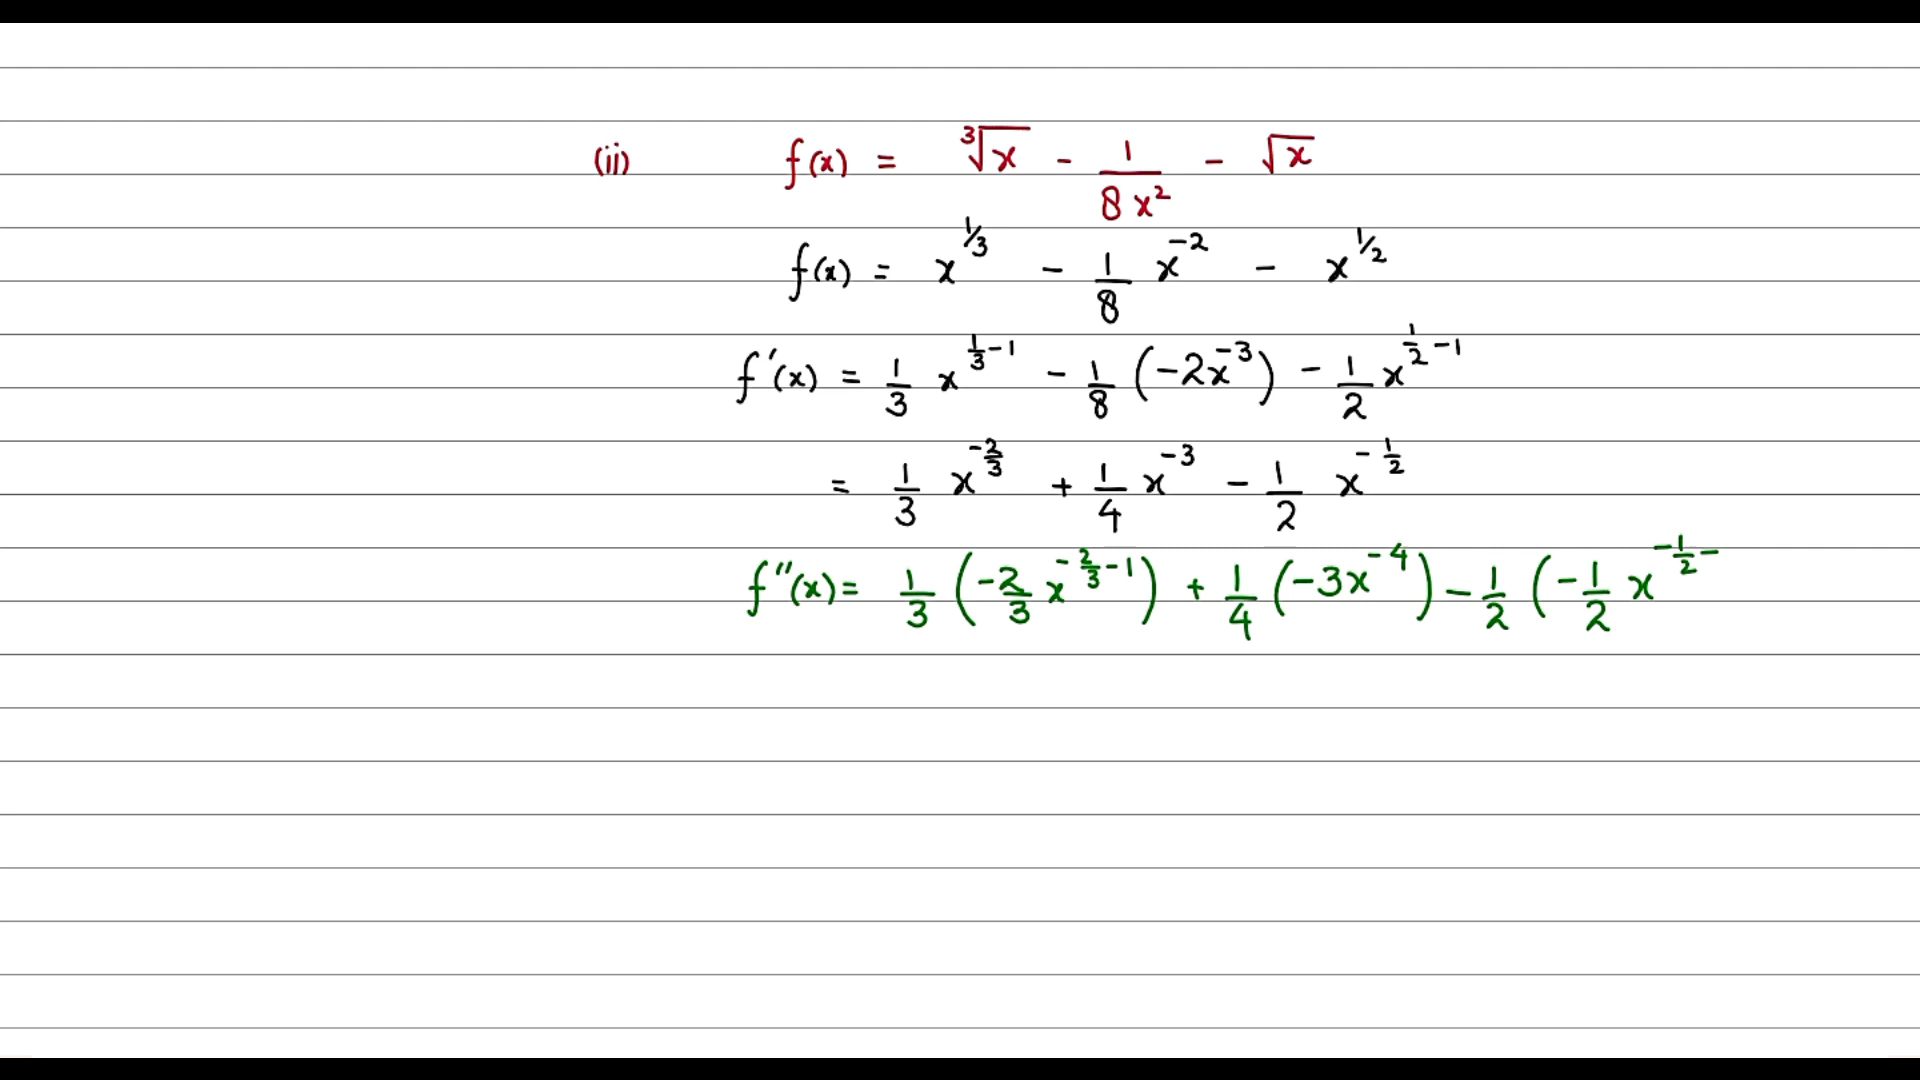 (ii) f(x) = ∛x - 1/(8x²) - √x
f(x) = x^(1/3) - 1/8 x^(-2) - x^(1/2)
f'(x) = 1/3 x^(1/3 - 1) - 1/8 (-2x^(-3)) - 1/2 x^(1/2 - 1)
= 1/3 x^(-2/3) + 1/4 x^(-3) - 1/2 x^(-1/2)
f''(x) = 1/3 (-2/3 x^(-2/3 - 1)) + 1/4 (-3x^(-4)) - 1/2 (-1/2 x^(-1/2 -